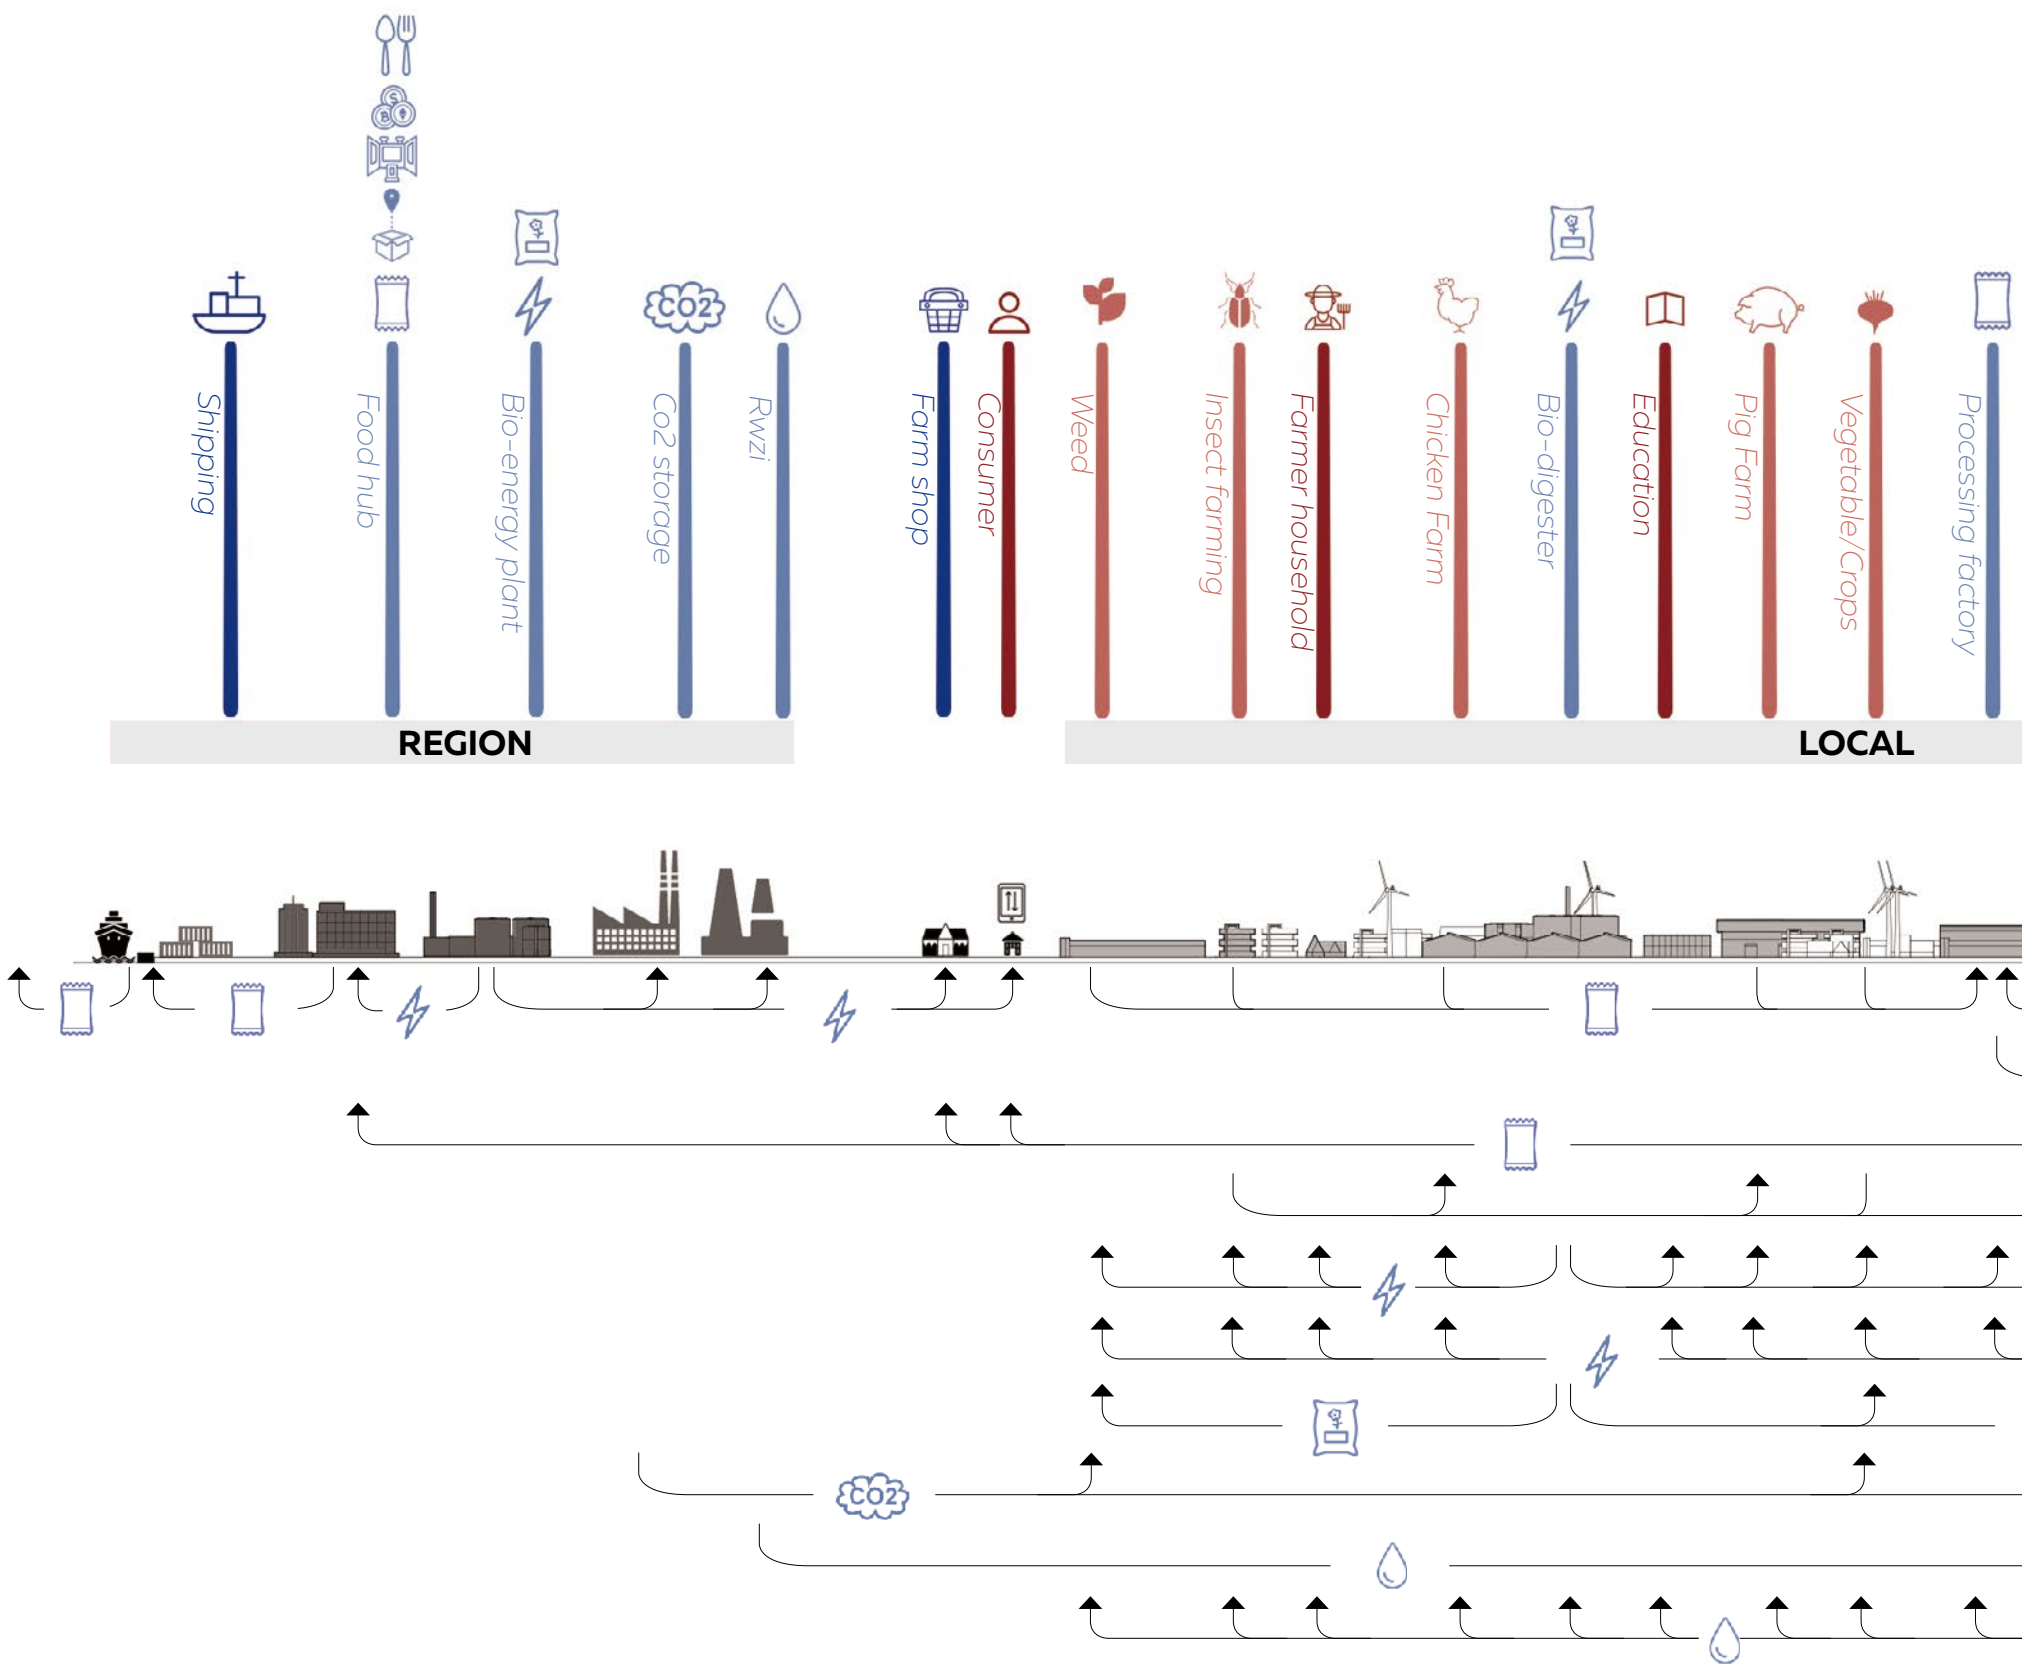 CO2
Shipping
Food hub
Bio-energy plant
Co2 storage
Rwzi
Farm shop
Consumer
Weed
Insect farming
Farmer household
Chicken Farm
Bio-digester
Education
Pig Farm
Vegetable/Crops
Processing factory
REGION
LOCAL
CO2